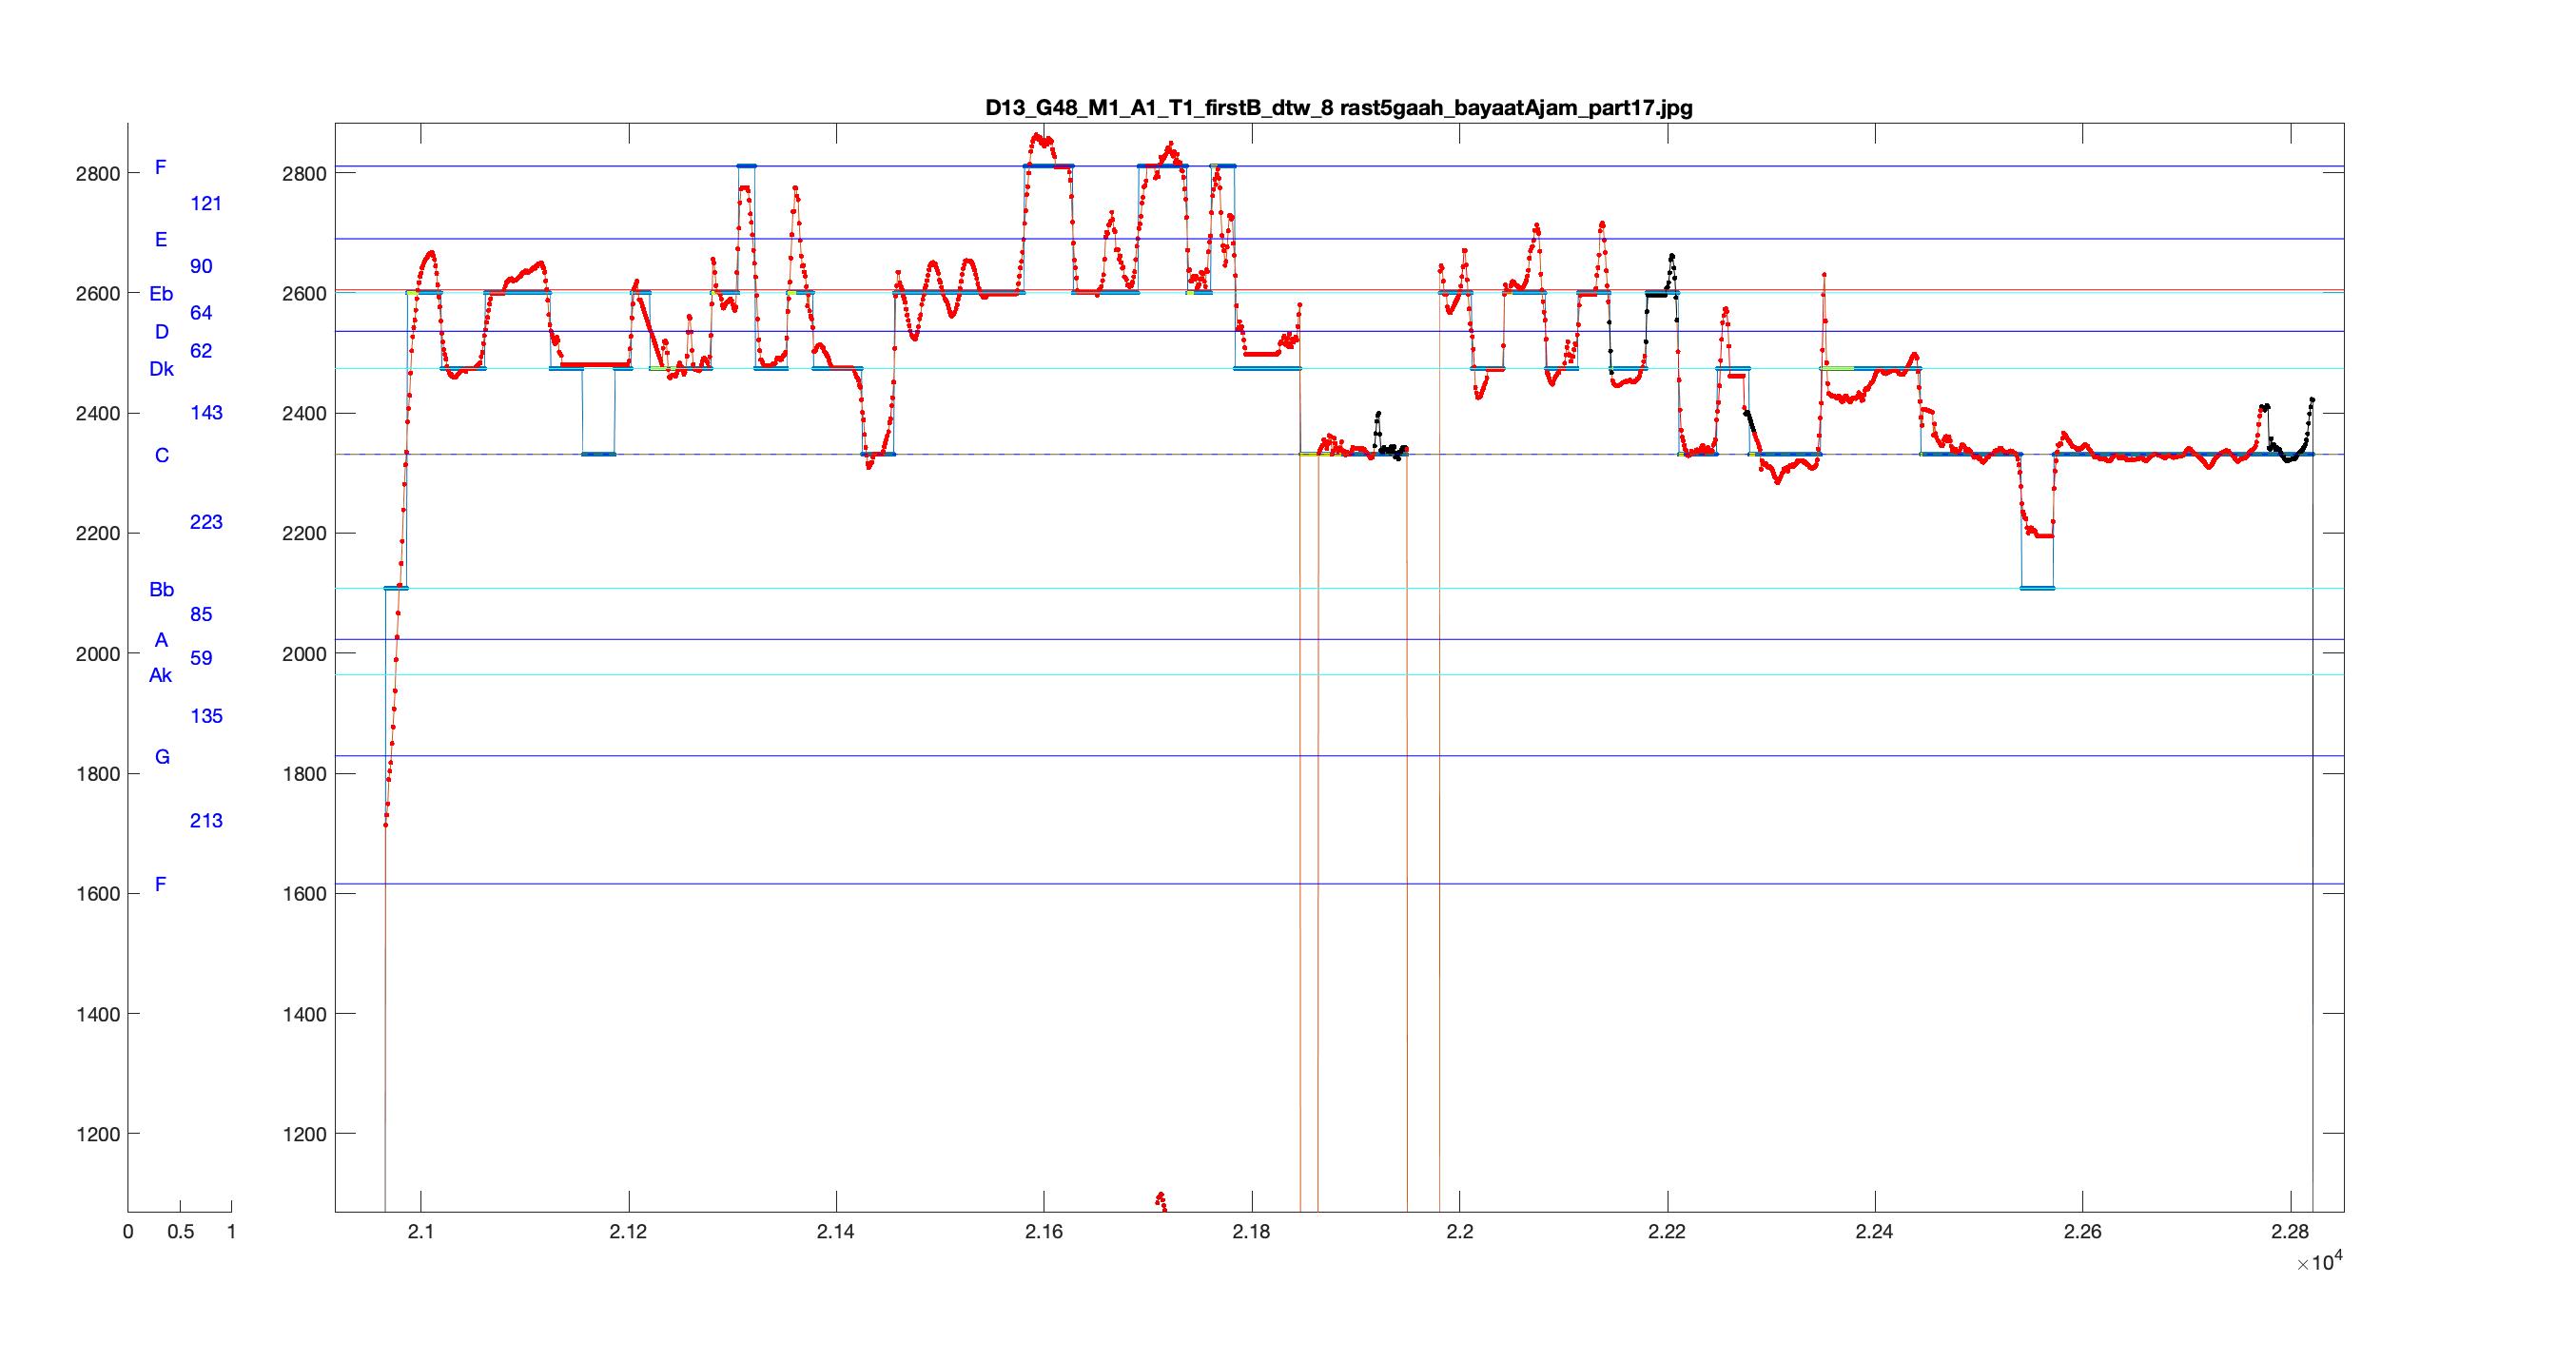 D13_G48_M1_A1_T1_firstB_dtw_8 rast5gaah_bayaatAjam_part17.jpg
2800
2600
2400
2200
2000
1800
1600
1400
1200
0 0.5 1
F
121
E
90
Eb
64
D
62
Dk
143
C
223
Bb
85
A
59
Ak
135
G
213
F
2800
2600
2400
2200
2000
1800
1600
1400
1200
2.1 2.12 2.14 2.16 2.18 2.2 2.22 2.24 2.26 2.28
×10⁴